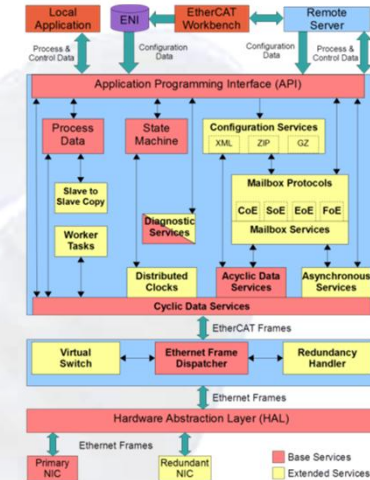 Local
Application
ENI
EtherCAT
Workbench
Remote
Server
Process &
Control Data
Configuration
Data
Configuration
Data
Process &
Control Data
Application Programming Interface (API)
Process
Data
State
Machine
Configuration Services
XML
ZIP
GZ
Slave to
Slave Copy
Mailbox Protocols
CoE
SoE
EoE
FoE
Mailbox Services
Diagnostic
Services
Worker
Tasks
Distributed
Clocks
Acyclic Data
Services
Asynchronous
Services
Cyclic Data Services
EtherCAT Frames
Virtual
Switch
Ethernet Frame
Dispatcher
Redundancy
Handler
Ethernet Frames
Hardware Abstraction Layer (HAL)
Ethernet Frames
Primary
NIC
Redundant
NIC
Base Services
Extended Services